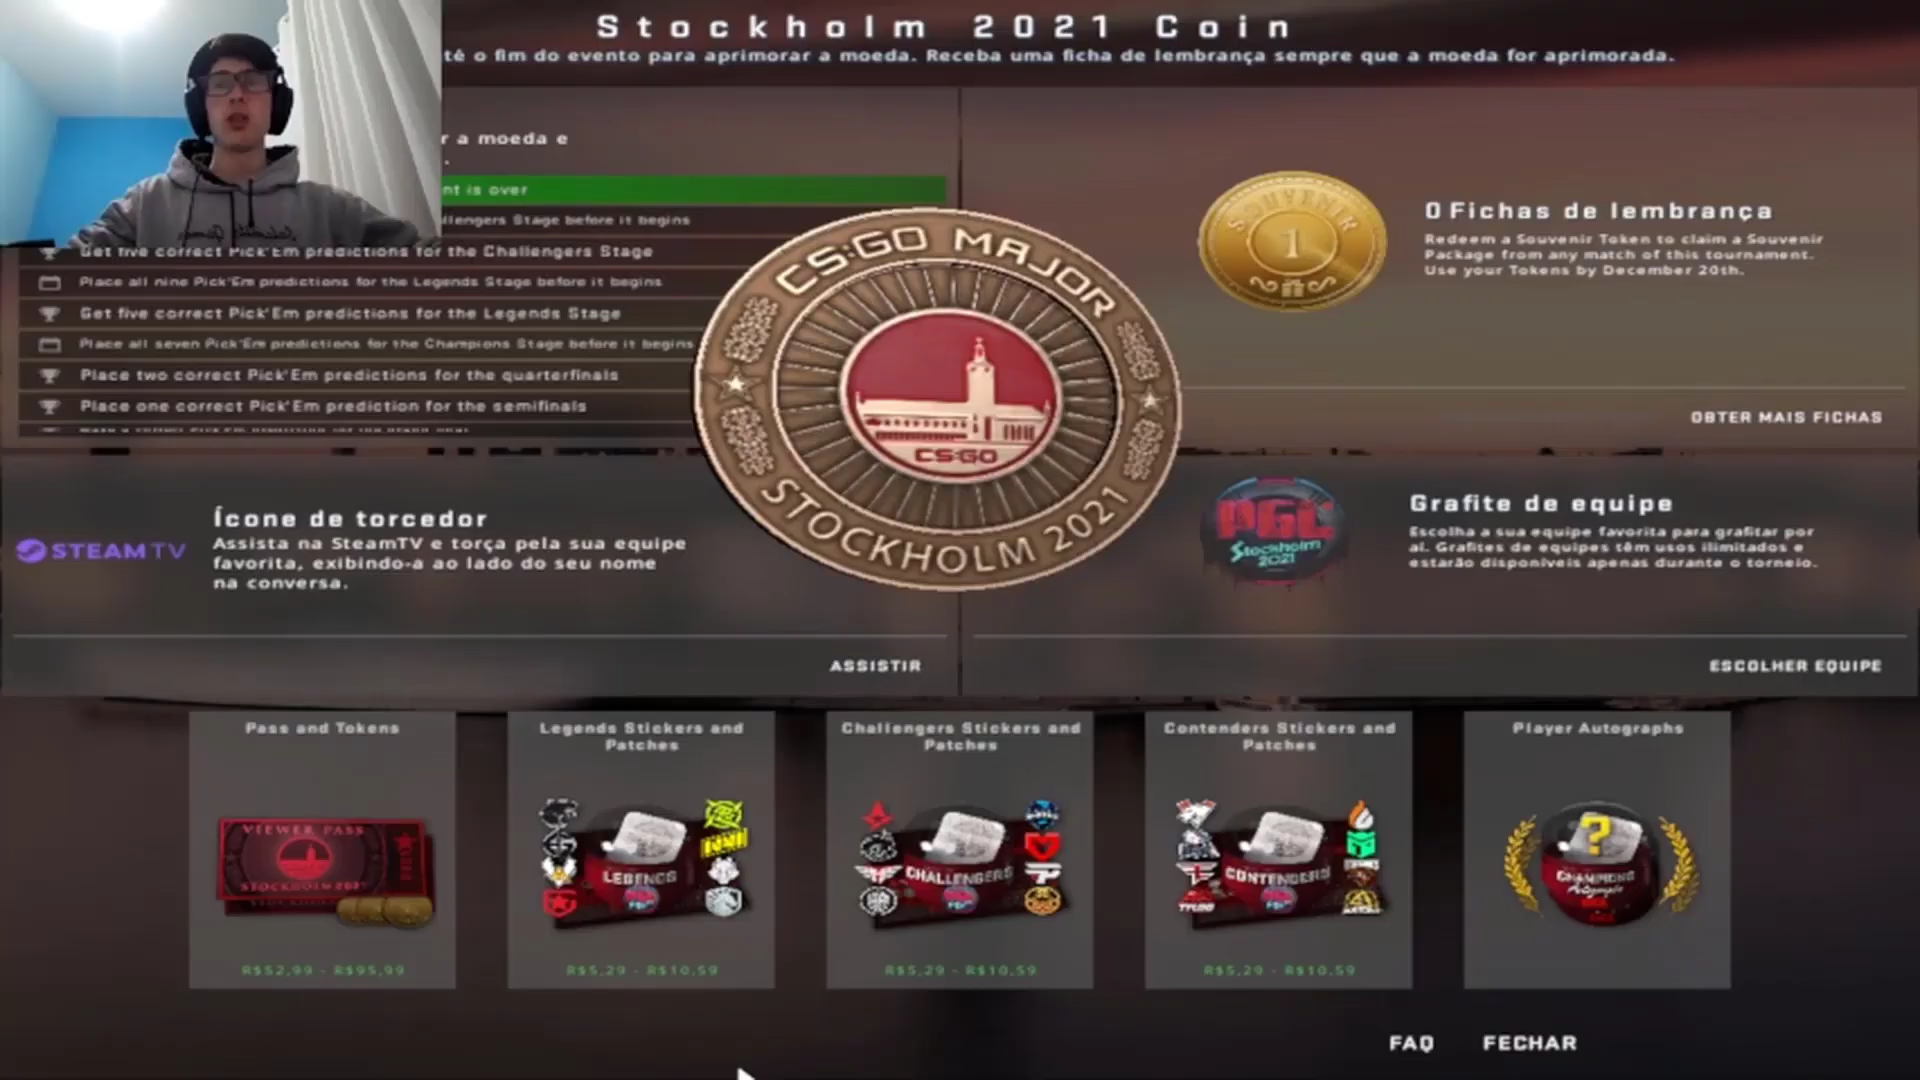 Stockholm 2021 Coin
té o fim do evento para aprimorar a moeda. Receba uma ficha de lembrança sempre que a moeda for aprimorada.
r a moeda e
.
nt is over
llengers Stage before it begins
Get five correct Pick'Em predictions for the Challengers Stage
Place all nine Pick'Em predictions for the Legends Stage before it begins
Get five correct Pick'Em predictions for the Legends Stage
Place all seven Pick'Em predictions for the Champions Stage before it begins
Place two correct Pick'Em predictions for the quarterfinals
Place one correct Pick'Em prediction for the semifinals
CS:GO MAJOR
CS:GO
STOCKHOLM 2021
SOUVENIR
1
0 Fichas de lembrança
Redeem a Souvenir Token to claim a Souvenir
Package from any match of this tournament.
Use your Tokens by December 20th.
OBTER MAIS FICHAS
STEAMTV
Ícone de torcedor
Assista na SteamTV e torça pela sua equipe
favorita, exibindo-a ao lado do seu nome
na conversa.
ASSISTIR
PGL
Stockholm
2021
Grafite de equipe
Escolha a sua equipe favorita para grafitar por
aí. Grafites de equipes têm usos ilimitados e
estarão disponíveis apenas durante o torneio.
ESCOLHER EQUIPE
Pass and Tokens
VIEWER PASS
STOCKHOLM 2021
R$52,99 - R$95,99
Legends Stickers and
Patches
LEGENDS
R$5,29 - R$10,59
Challengers Stickers and
Patches
CHALLENGERS
R$5,29 - R$10,59
Contenders Stickers and
Patches
CONTENDERS
R$5,29 - R$10,59
Player Autographs
?
CHAMPIONS
FAQ
FECHAR